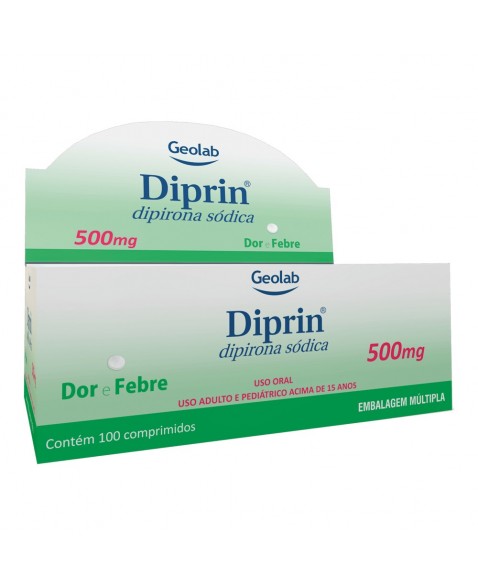 Geolab
Diprin®
dipirona sódica
500mg
Dor e Febre
Geolab
Diprin®
dipirona sódica
500mg
Dor e Febre
USO ORAL
USO ADULTO E PEDIÁTRICO ACIMA DE 15 ANOS
EMBALAGEM MÚLTIPLA
Contém 100 comprimidos